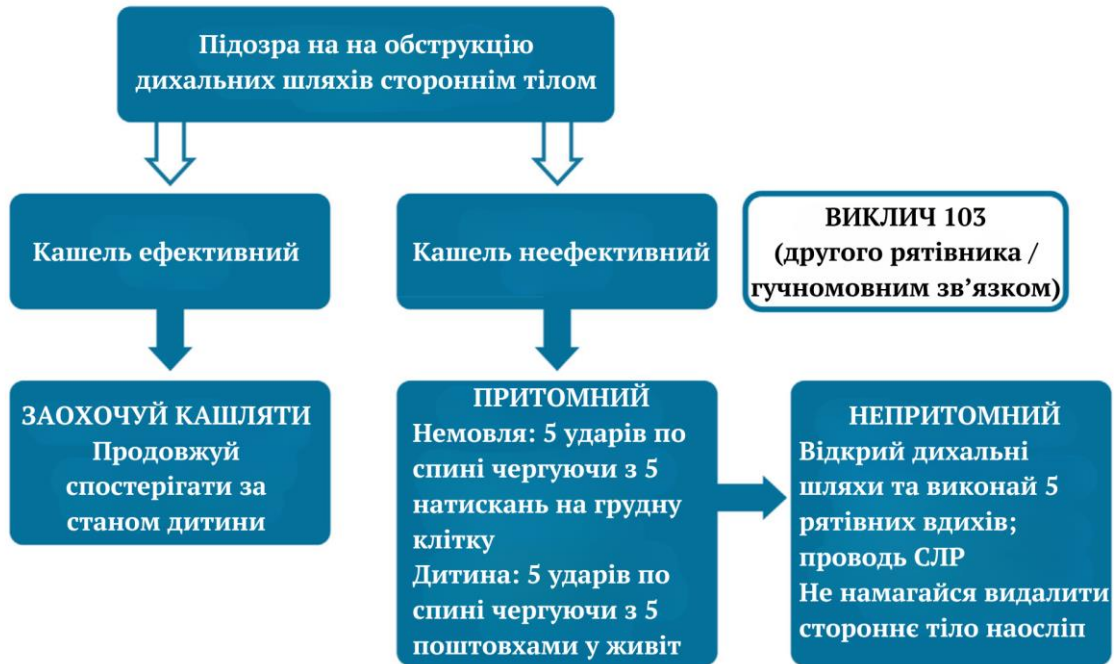 Підозра на на обструкцію
дихальних шляхів стороннім тілом
Кашель ефективний
Кашель неефективний
ВИКЛИЧ 103
(другого рятівника /
гучномовним зв’язком)
ЗАОХОЧУЙ КАШЛЯТИ
Продовжуй
спостерігати за
станом дитини
ПРИТОМНИЙ
Немовля: 5 ударів по
спині чергуючи з 5
натискань на грудну
клітку
Дитина: 5 ударів по
спині чергуючи з 5
поштовхами у живіт
НЕПРИТОМНИЙ
Відкрий дихальні
шляхи та виконай 5
рятівних вдихів;
проводь СЛР
Не намагайся видалити
стороннє тіло наосліп